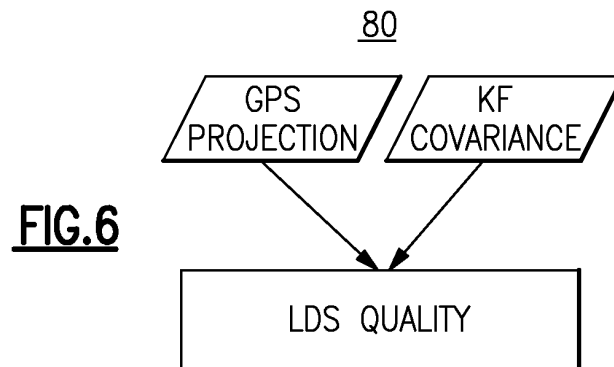 80
GPS
PROJECTION
KF
COVARIANCE
FIG.6
LDS QUALITY